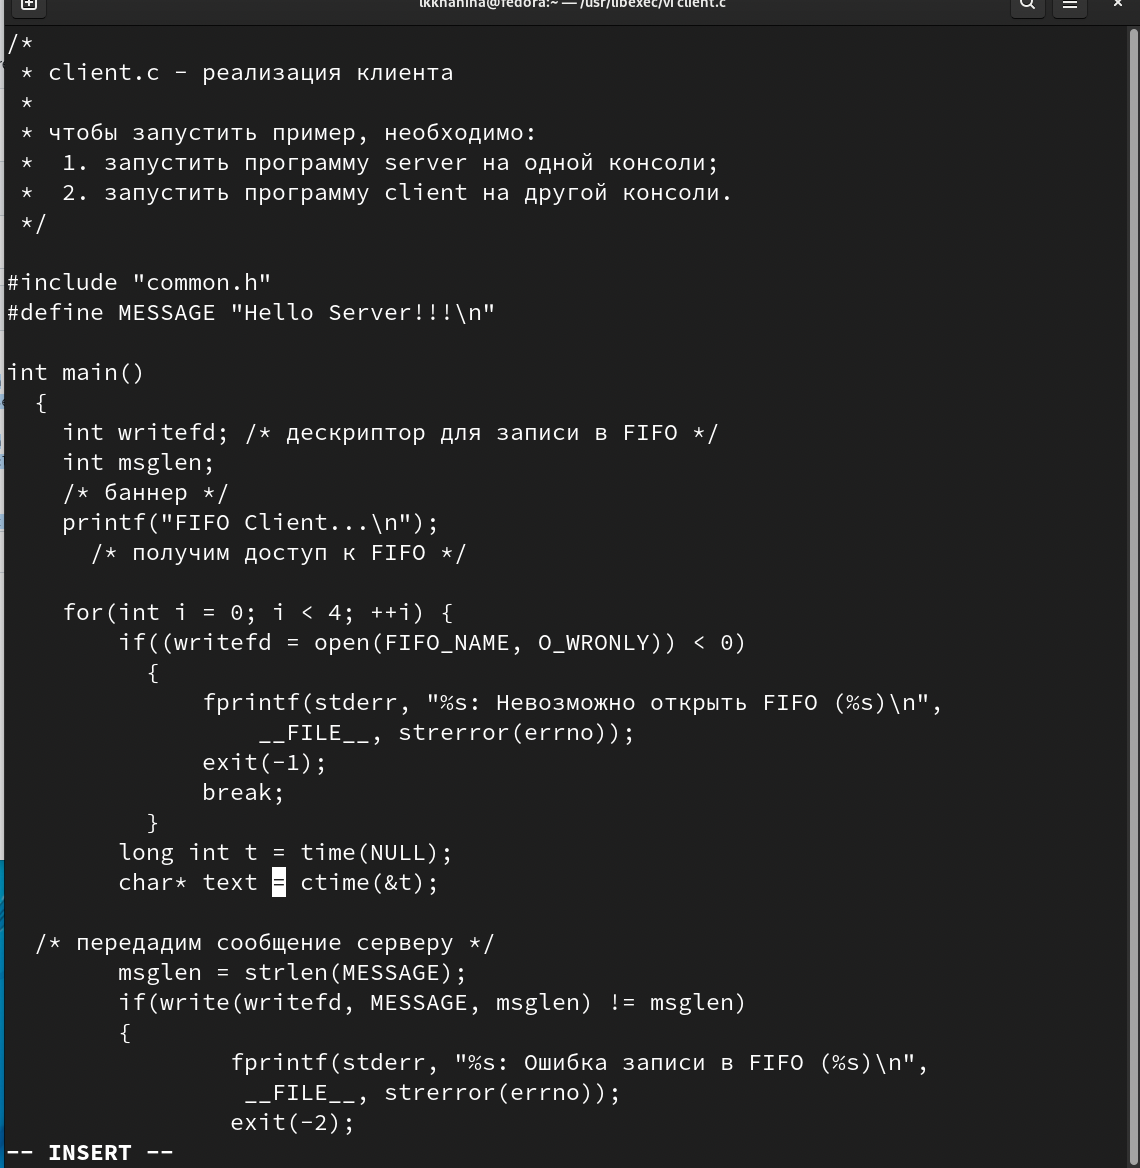 lkkhanina@fedora:~ — /usr/libexec/vi client.c
/*
 * client.c - реализация клиента
 *
 * чтобы запустить пример, необходимо:
 *  1. запустить программу server на одной консоли;
 *  2. запустить программу client на другой консоли.
 */

#include "common.h"
#define MESSAGE "Hello Server!!!\n"

int main()
  {
    int writefd; /* дескриптор для записи в FIFO */
    int msglen;
    /* баннер */
    printf("FIFO Client...\n");
      /* получим доступ к FIFO */

    for(int i = 0; i < 4; ++i) {
        if((writefd = open(FIFO_NAME, O_WRONLY)) < 0)
          {
              fprintf(stderr, "%s: Невозможно открыть FIFO (%s)\n",
                  __FILE__, strerror(errno));
              exit(-1);
              break;
          }
        long int t = time(NULL);
        char* text = ctime(&t);

  /* передадим сообщение серверу */
        msglen = strlen(MESSAGE);
        if(write(writefd, MESSAGE, msglen) != msglen)
        {
                fprintf(stderr, "%s: Ошибка записи в FIFO (%s)\n",
                 __FILE__, strerror(errno));
                exit(-2);
-- INSERT --